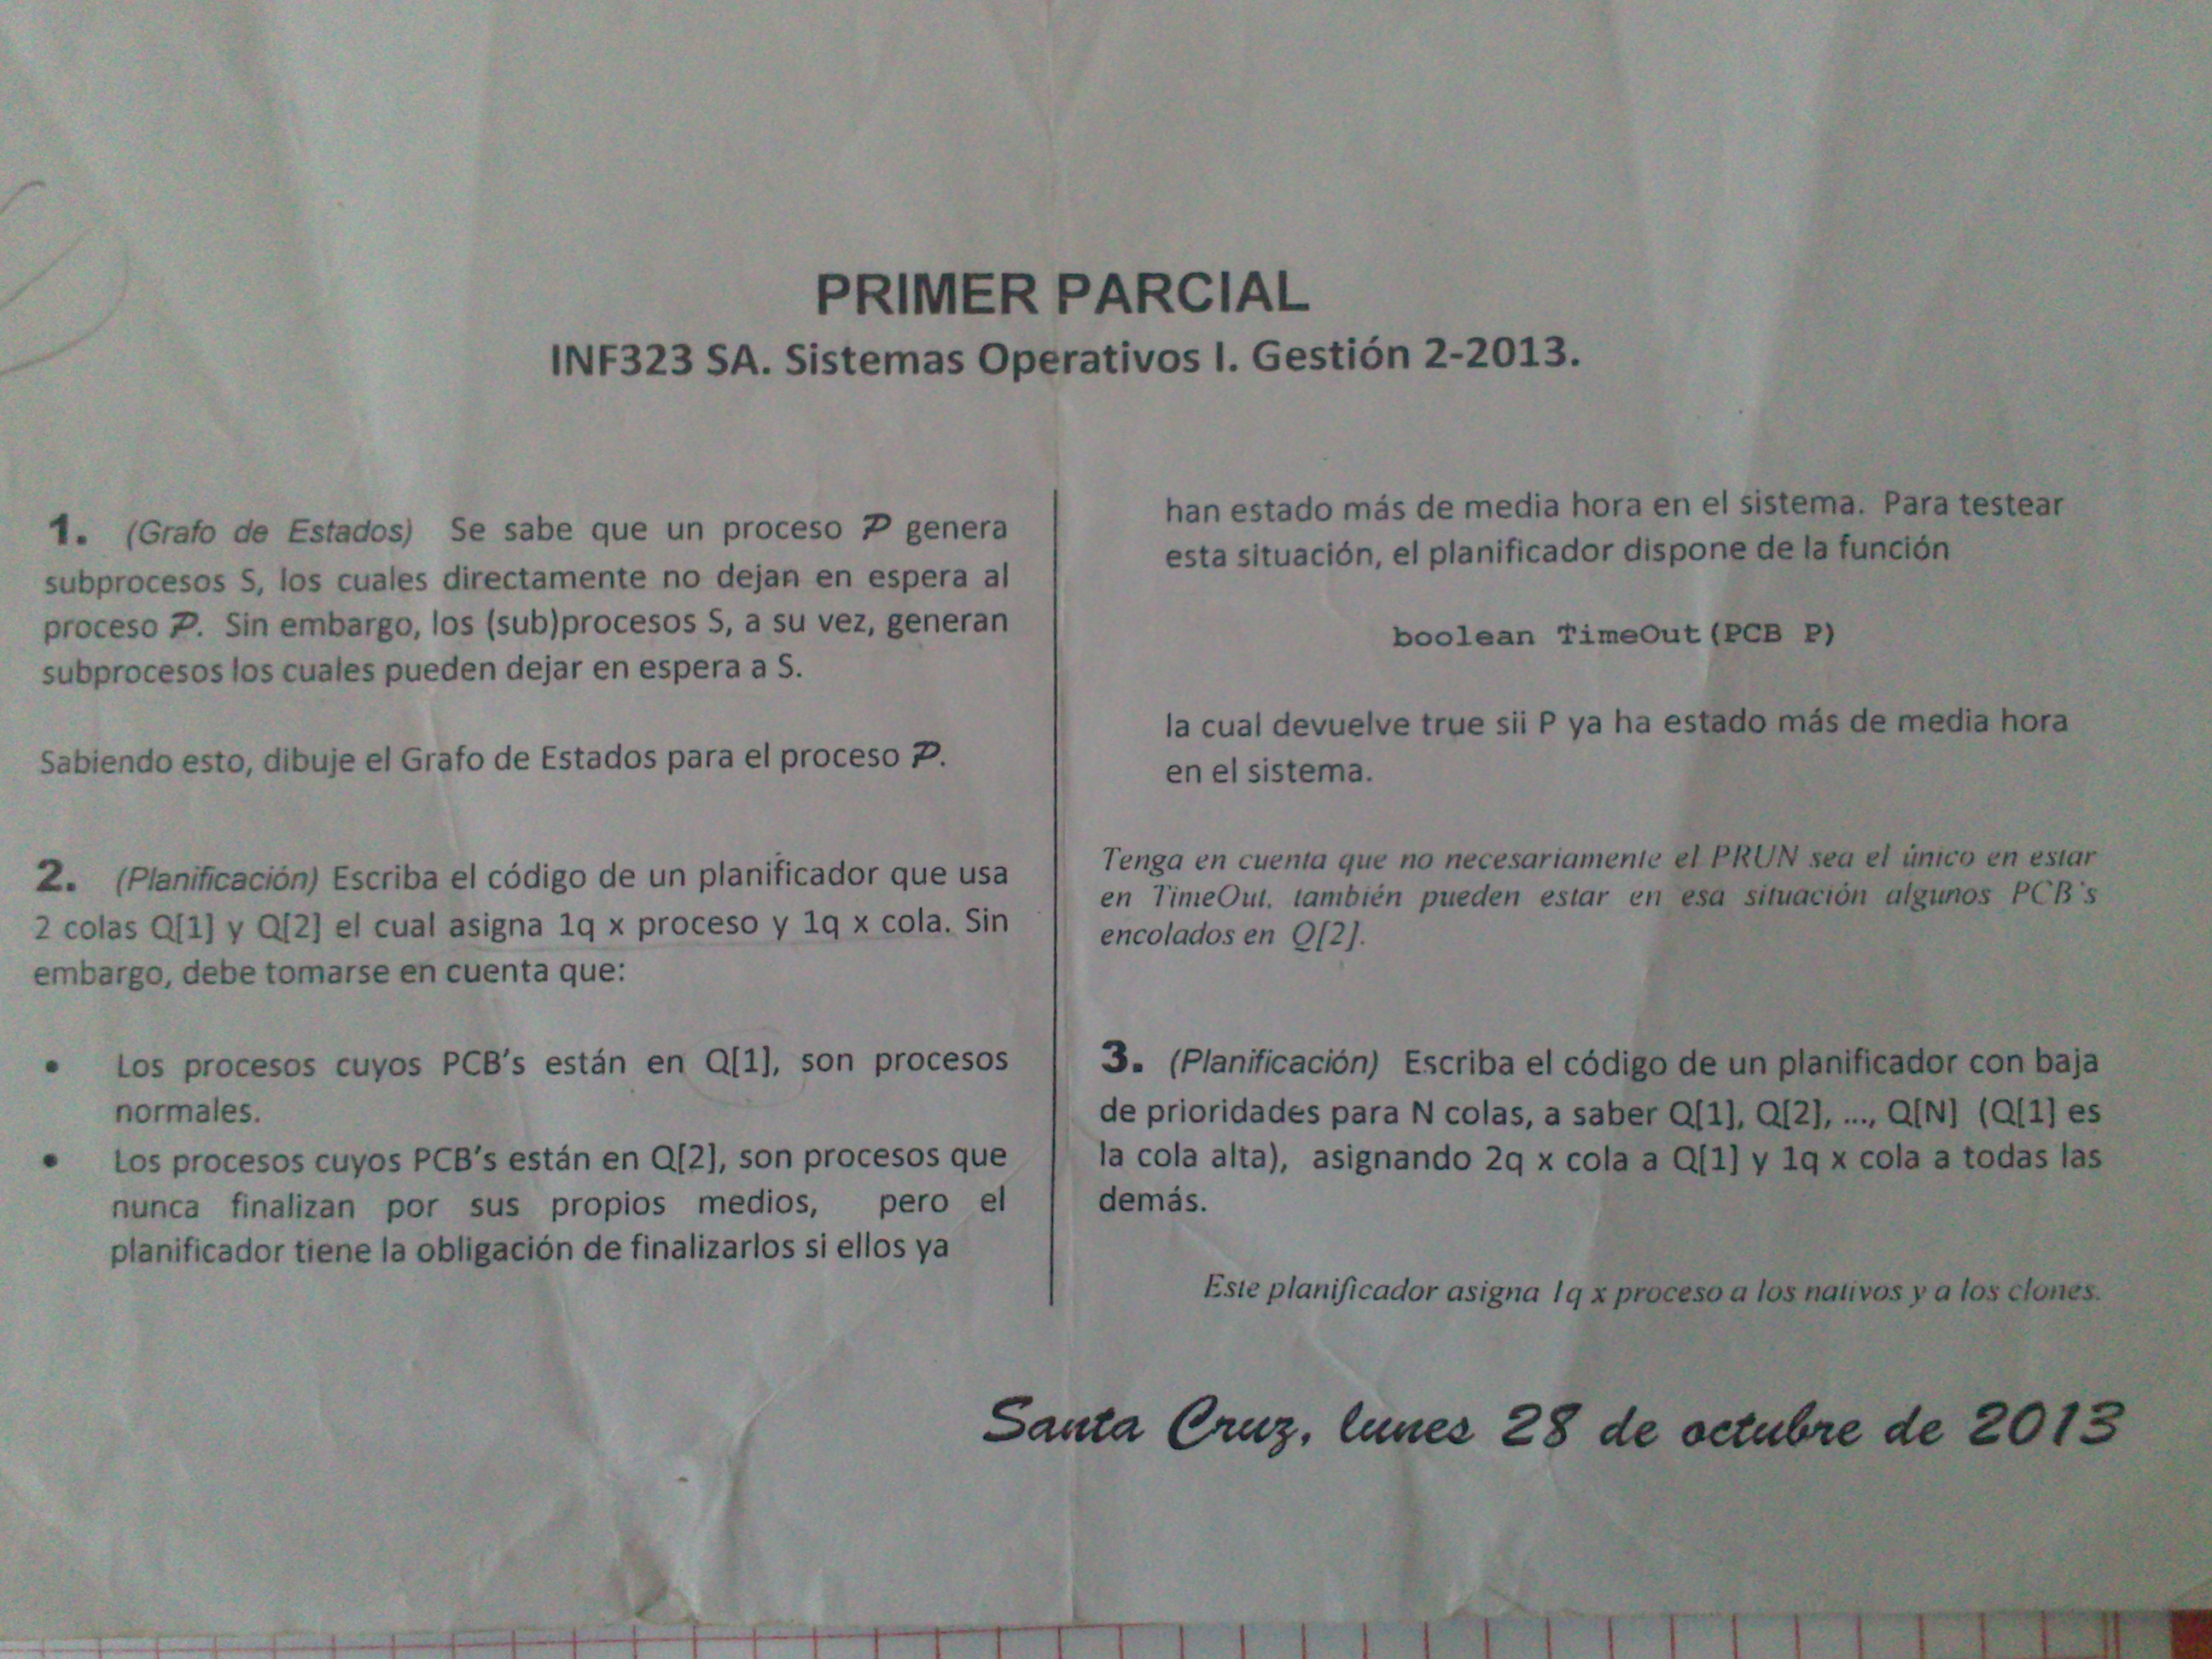 PRIMER PARCIAL
INF323 SA. Sistemas Operativos I. Gestión 2-2013.
1. (Grafo de Estados) Se sabe que un proceso P genera
subprocesos S, los cuales directamente no dejan en espera al
proceso P. Sin embargo, los (sub)procesos S, a su vez, generan
subprocesos los cuales pueden dejar en espera a S.
Sabiendo esto, dibuje el Grafo de Estados para el proceso P.
2. (Planificación) Escriba el código de un planificador que usa
2 colas Q[1] y Q[2] el cual asigna 1q x proceso y 1q x cola. Sin
embargo, debe tomarse en cuenta que:
• Los procesos cuyos PCB's están en Q[1], son procesos
normales.
• Los procesos cuyos PCB's están en Q[2], son procesos que
nunca finalizan por sus propios medios, pero el
planificador tiene la obligación de finalizarlos si ellos ya
han estado más de media hora en el sistema. Para testear
esta situación, el planificador dispone de la función
boolean TimeOut(PCB P)
la cual devuelve true sii P ya ha estado más de media hora
en el sistema.
Tenga en cuenta que no necesariamente el PRUN sea el único en estar
en TimeOut, también pueden estar en esa situación algunos PCB's
encolados en Q[2].
3. (Planificación) Escriba el código de un planificador con baja
de prioridades para N colas, a saber Q[1], Q[2], ..., Q[N] (Q[1] es
la cola alta), asignando 2q x cola a Q[1] y 1q x cola a todas las
demás.
Este planificador asigna 1q x proceso a los nativos y a los clones.
Santa Cruz, lunes 28 de octubre de 2013